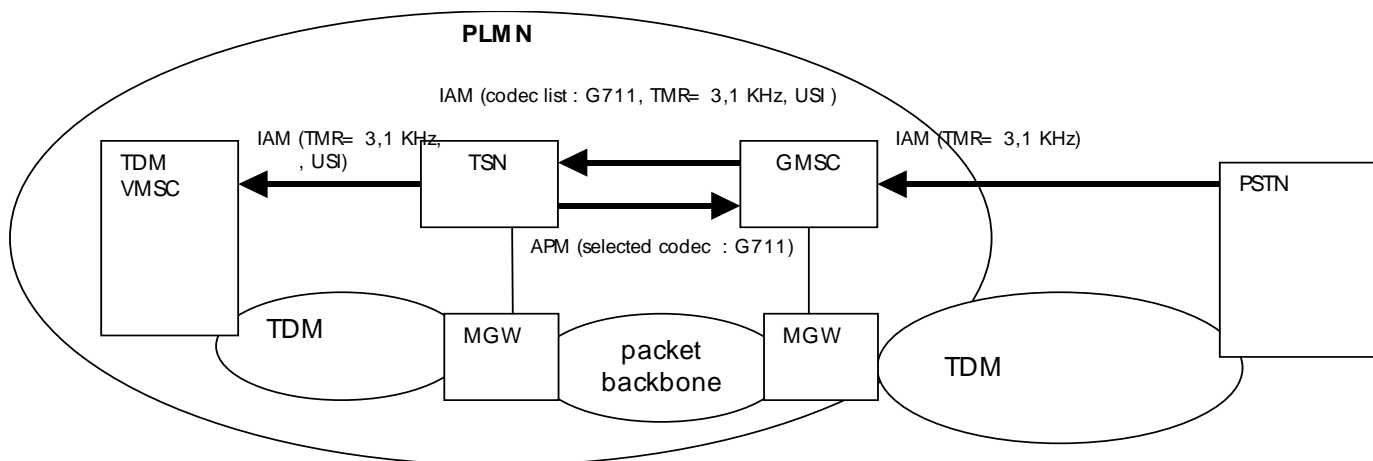 PLMN
IAM (codec list : G711, TMR= 3,1 KHz, USI )
IAM (TMR= 3,1 KHz,
, USI)
IAM (TMR= 3,1 KHz)
TDM
VMSC
TSN
GMSC
PSTN
APM (selected codec : G711)
TDM
MGW
packet
backbone
MGW
TDM